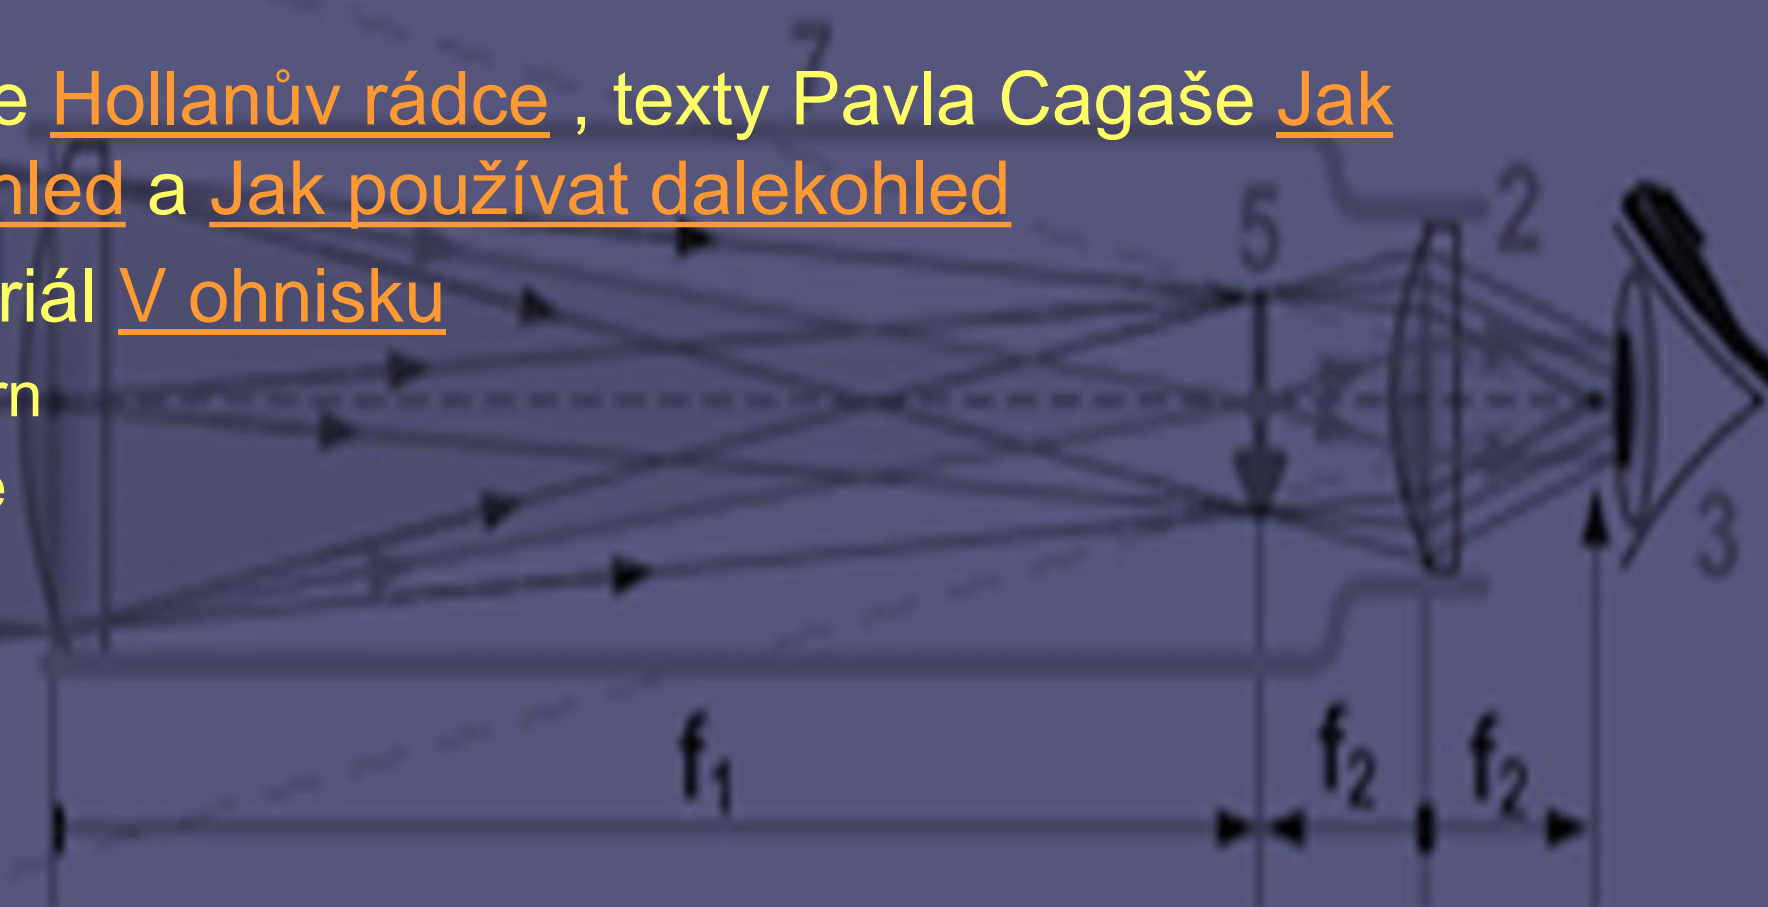 7
e Hollanův rádce , texty Pavla Cagaše Jak
hled a Jak používat dalekohled
5
2
riál V ohnisku
rn
e
3
f₁
f₂
f₂